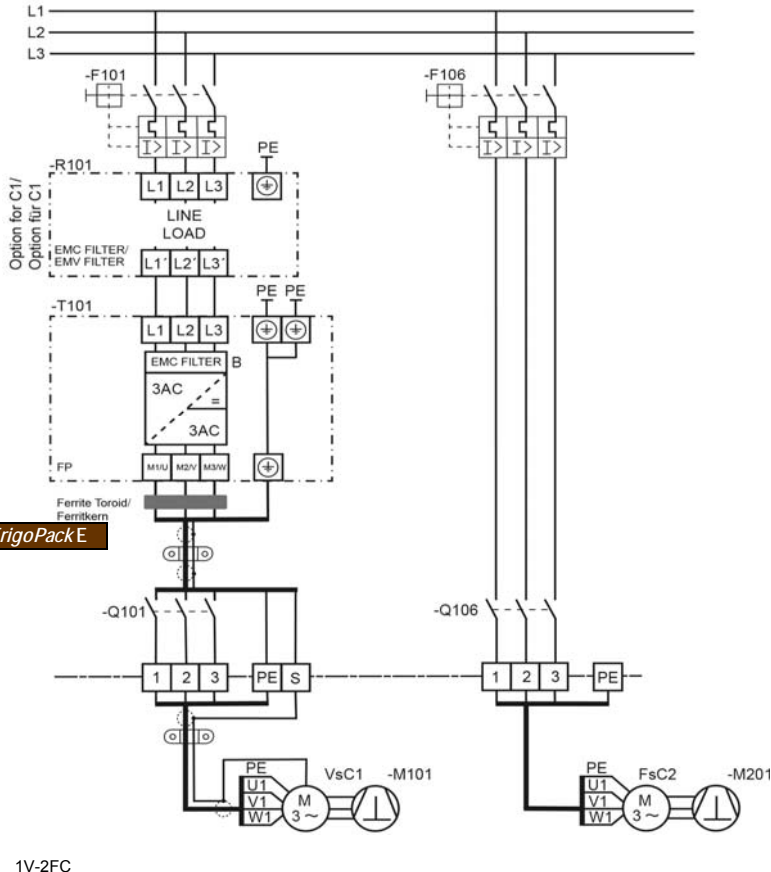 L1
L2
L3
-F101
-F106
I> I> I>
I> I> I>
PE
-R101
L1 L2 L3
Option for C1/
Option für C1
LINE
LOAD
EMC FILTER/
EMV FILTER
L1´ L2´ L3´
PE PE
-T101
L1 L2 L3
EMC FILTER B
3AC
=
3AC
FP
M1/U M2/V M3/W
Ferrite Toroid/
Ferritkern
rigoPack E
-Q101
-Q106
1 2 3 PE S
1 2 3 PE
PE
U1
V1
W1
M
3 ~
VsC1
-M101
PE
U1
V1
W1
M
3 ~
FsC2
-M201
1V-2FC